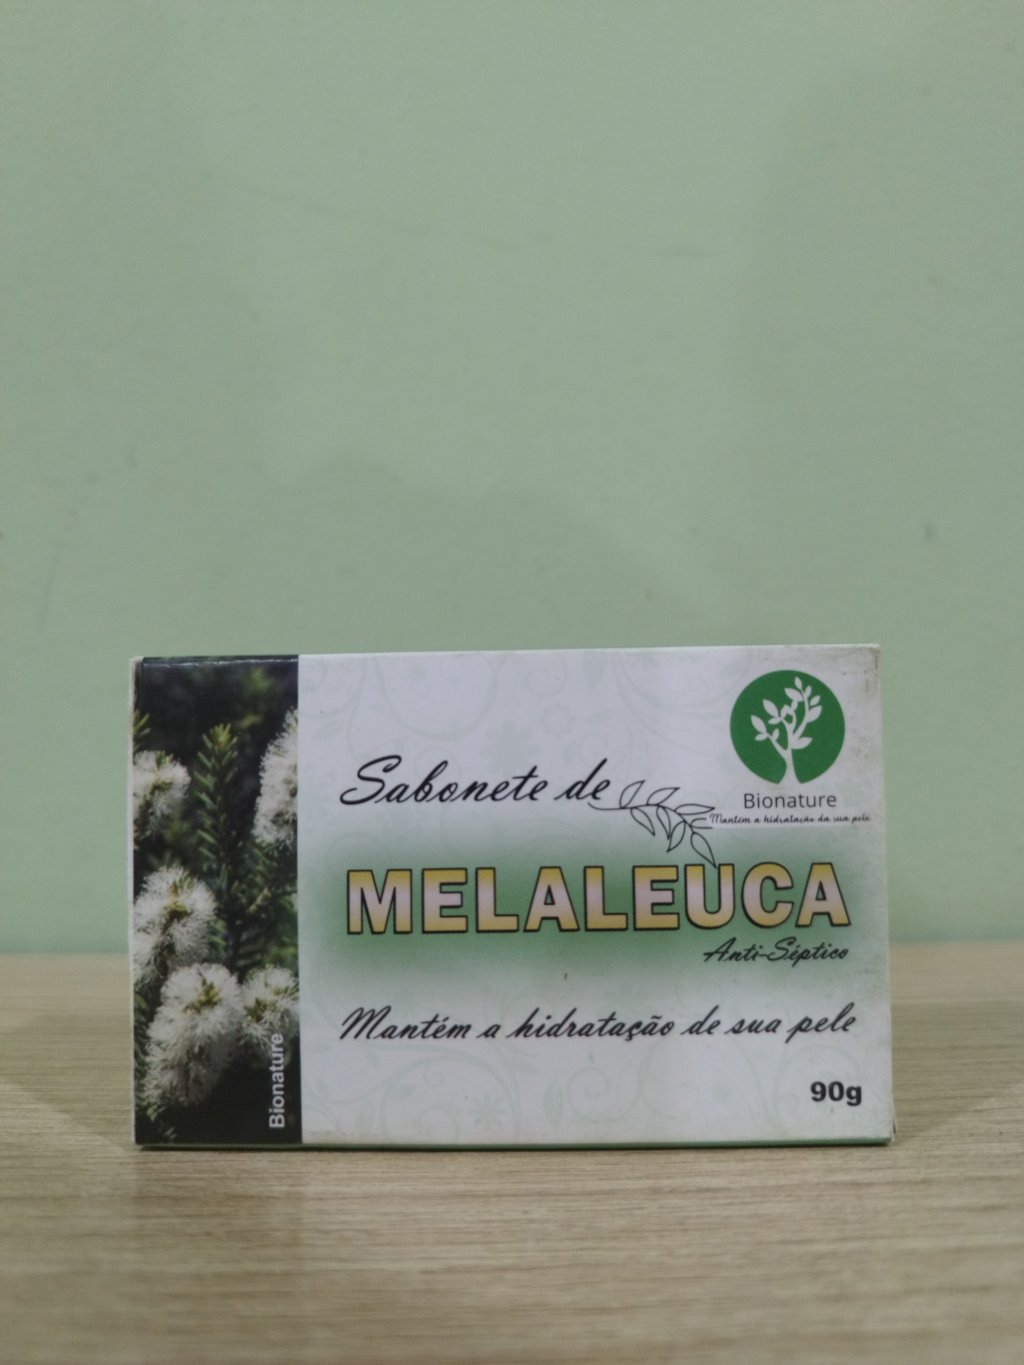 Bionature
Mantém a hidratação da sua pele
Sabonete de
MELALEUCA
Anti-Séptico
Mantém a hidratação de sua pele
90g
Bionature